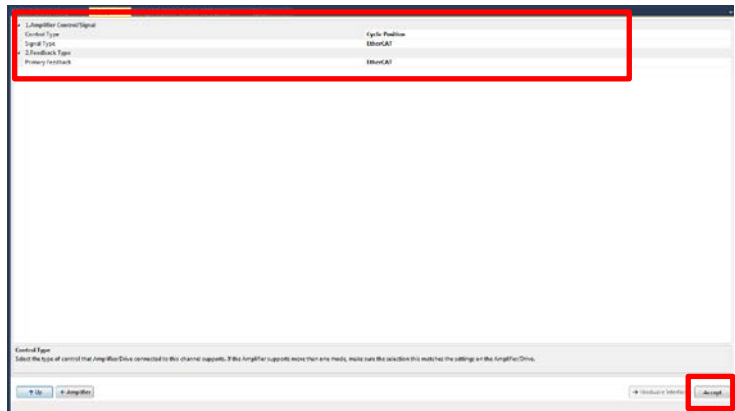 1.Amplifier Control/Signal
Control Type Cyclic Position
Signal Type EtherCAT
2.Feedback Type
Primary Feedback EtherCAT
Control Type
Select the type of control that Amplifier/Drive connected to this channel supports. If the Amplifier supports more than one mode, make sure the selection this matches the settings on the Amplifier/Drive.
Up Amplifier Hardware Interface Accept